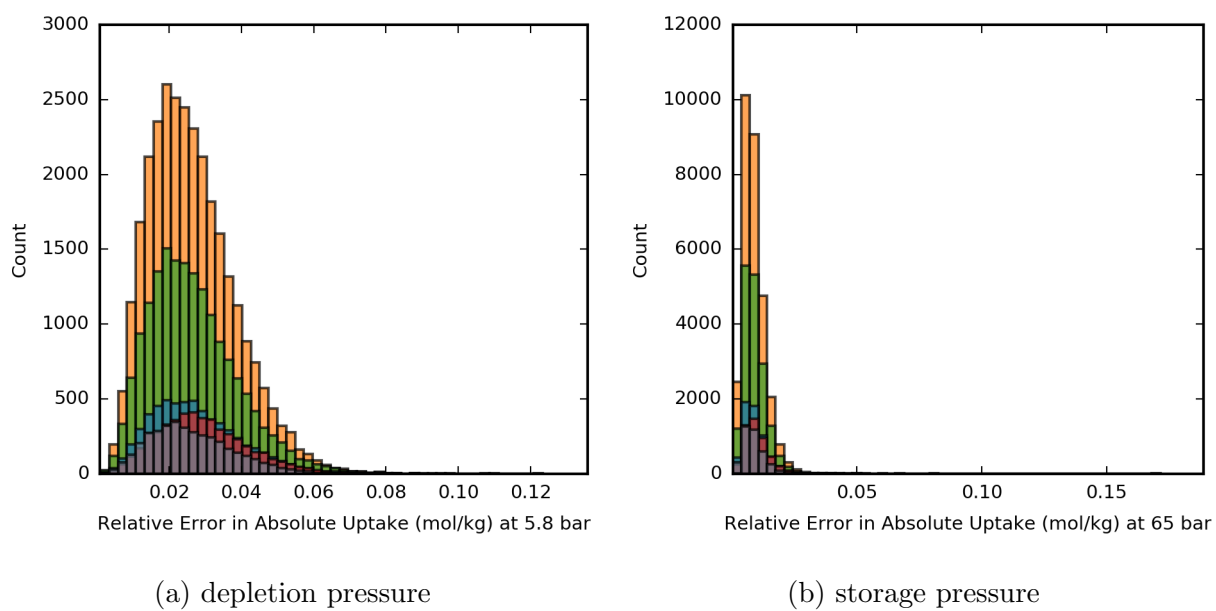 3000
2500
2000
1500
1000
500
0
Count
0.02 0.04 0.06 0.08 0.10 0.12
Relative Error in Absolute Uptake (mol/kg) at 5.8 bar
(a) depletion pressure
12000
10000
8000
6000
4000
2000
0
Count
0.05 0.10 0.15
Relative Error in Absolute Uptake (mol/kg) at 65 bar
(b) storage pressure